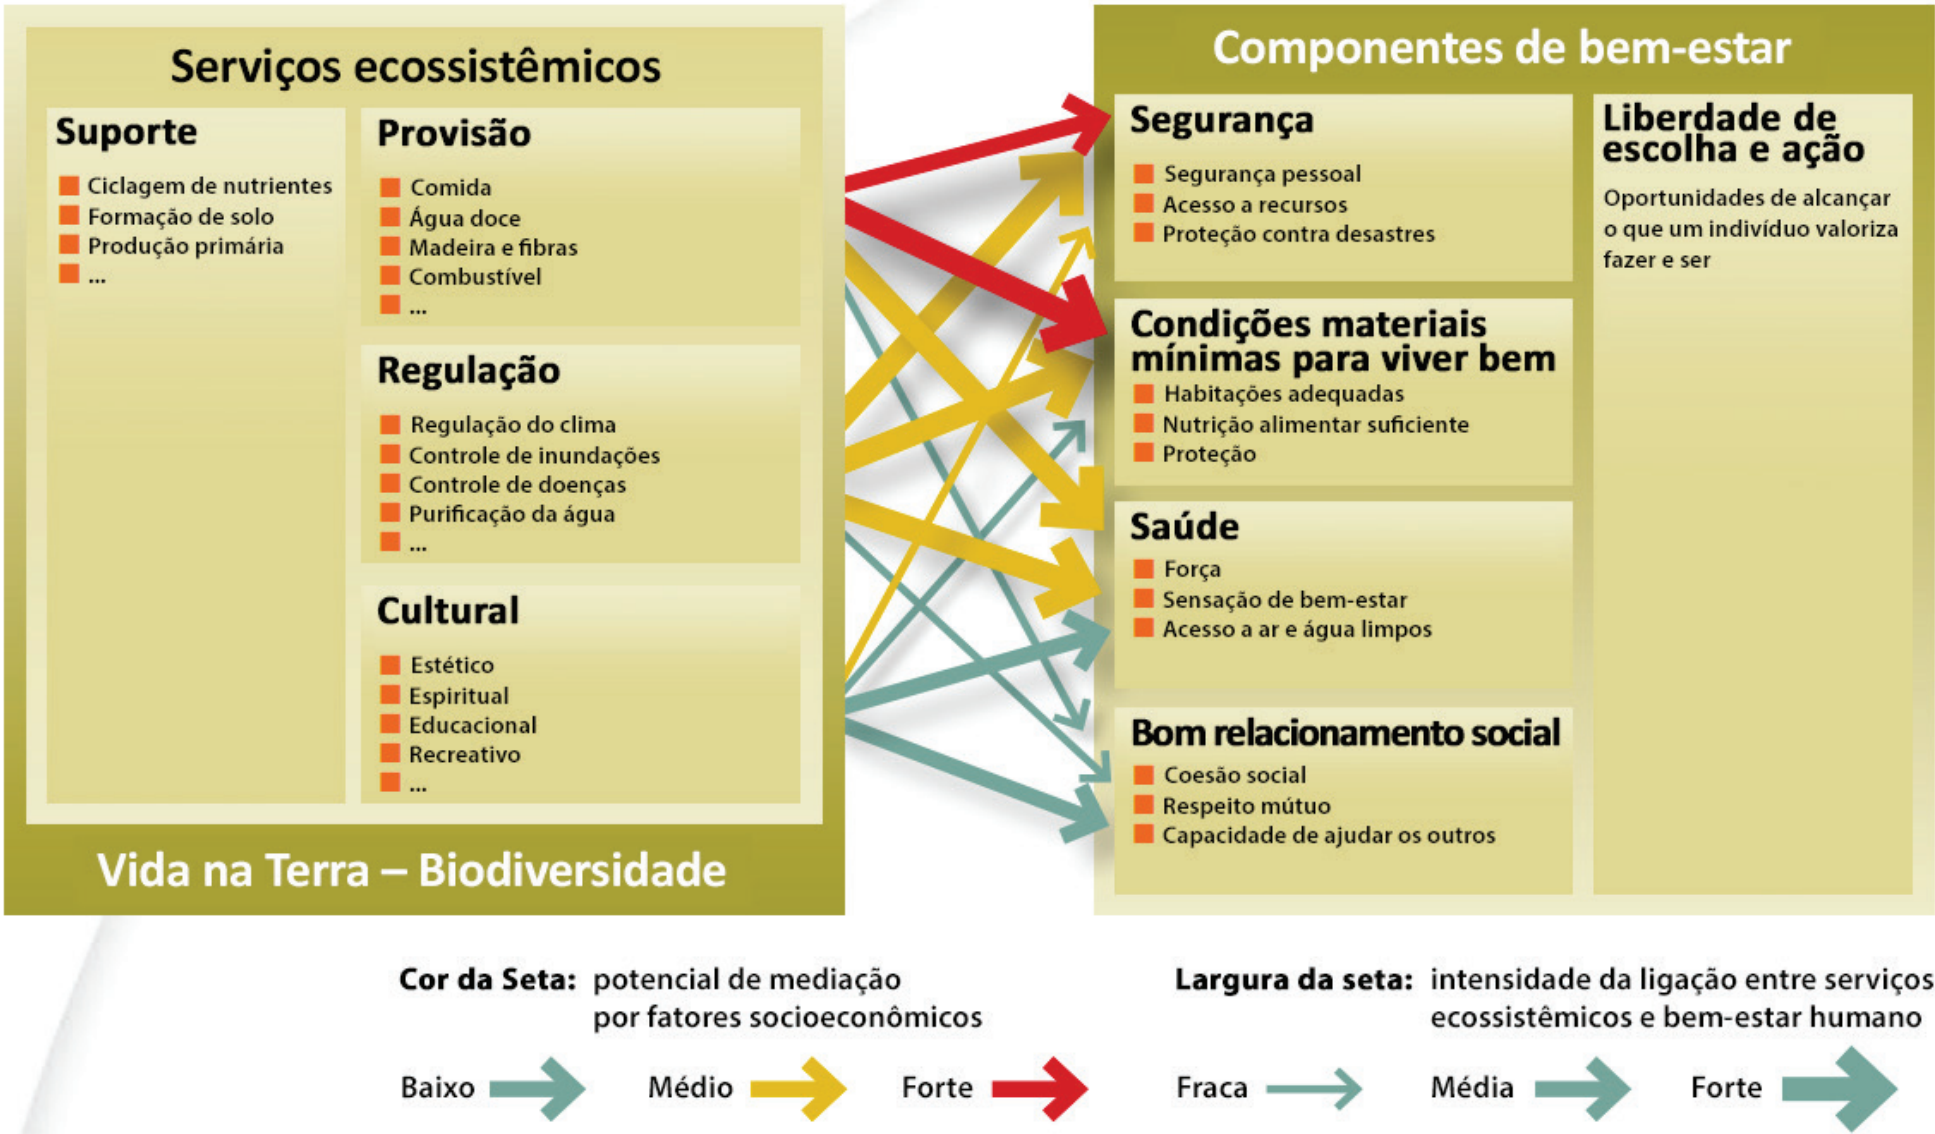 Serviços ecossistêmicos
Suporte
Ciclagem de nutrientes
Formação de solo
Produção primária
...
Provisão
Comida
Água doce
Madeira e fibras
Combustível
...
Regulação
Regulação do clima
Controle de inundações
Controle de doenças
Purificação da água
...
Cultural
Estético
Espiritual
Educacional
Recreativo
...
Vida na Terra – Biodiversidade
Componentes de bem-estar
Segurança
Segurança pessoal
Acesso a recursos
Proteção contra desastres
Condições materiais
mínimas para viver bem
Habitações adequadas
Nutrição alimentar suficiente
Proteção
Saúde
Força
Sensação de bem-estar
Acesso a ar e água limpos
Bom relacionamento social
Coesão social
Respeito mútuo
Capacidade de ajudar os outros
Liberdade de
escolha e ação
Oportunidades de alcançar
o que um indivíduo valoriza
fazer e ser
Cor da Seta: potencial de mediação
por fatores socioeconômicos
Baixo Médio Forte
Largura da seta: intensidade da ligação entre serviços
ecossistêmicos e bem-estar humano
Fraca Média Forte